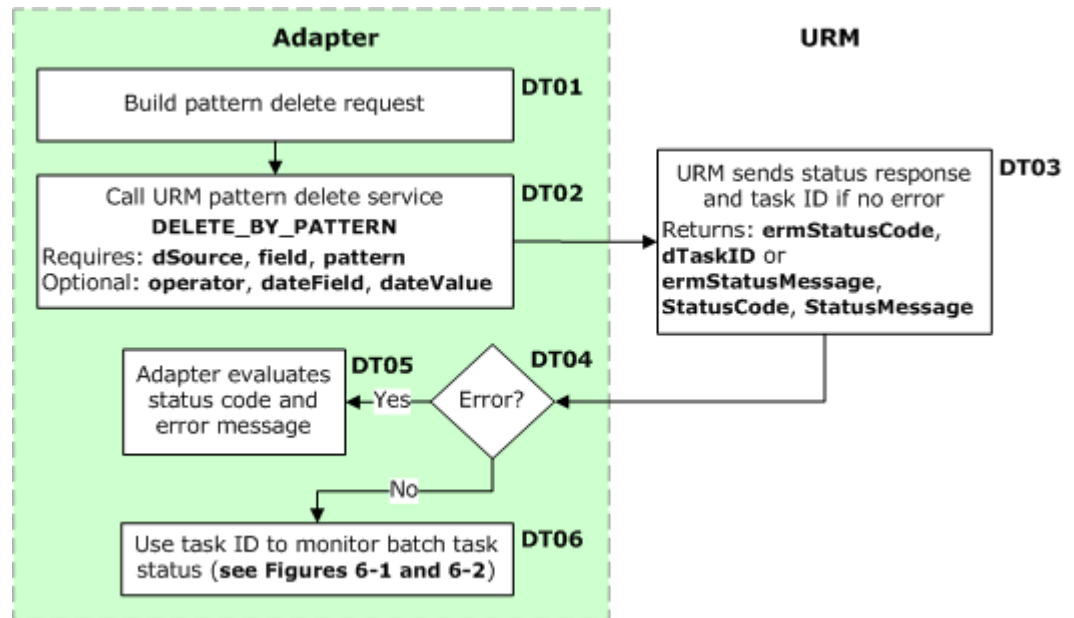 Adapter
URM
DT01
Build pattern delete request
DT02
Call URM pattern delete service
DELETE_BY_PATTERN
Requires: dSource, field, pattern
Optional: operator, dateField, dateValue
DT03
URM sends status response
and task ID if no error
Returns: ermStatusCode,
dTaskID or
ermStatusMessage,
StatusCode, StatusMessage
DT04
Error?
Yes
DT05
Adapter evaluates
status code and
error message
No
DT06
Use task ID to monitor batch task
status (see Figures 6-1 and 6-2)